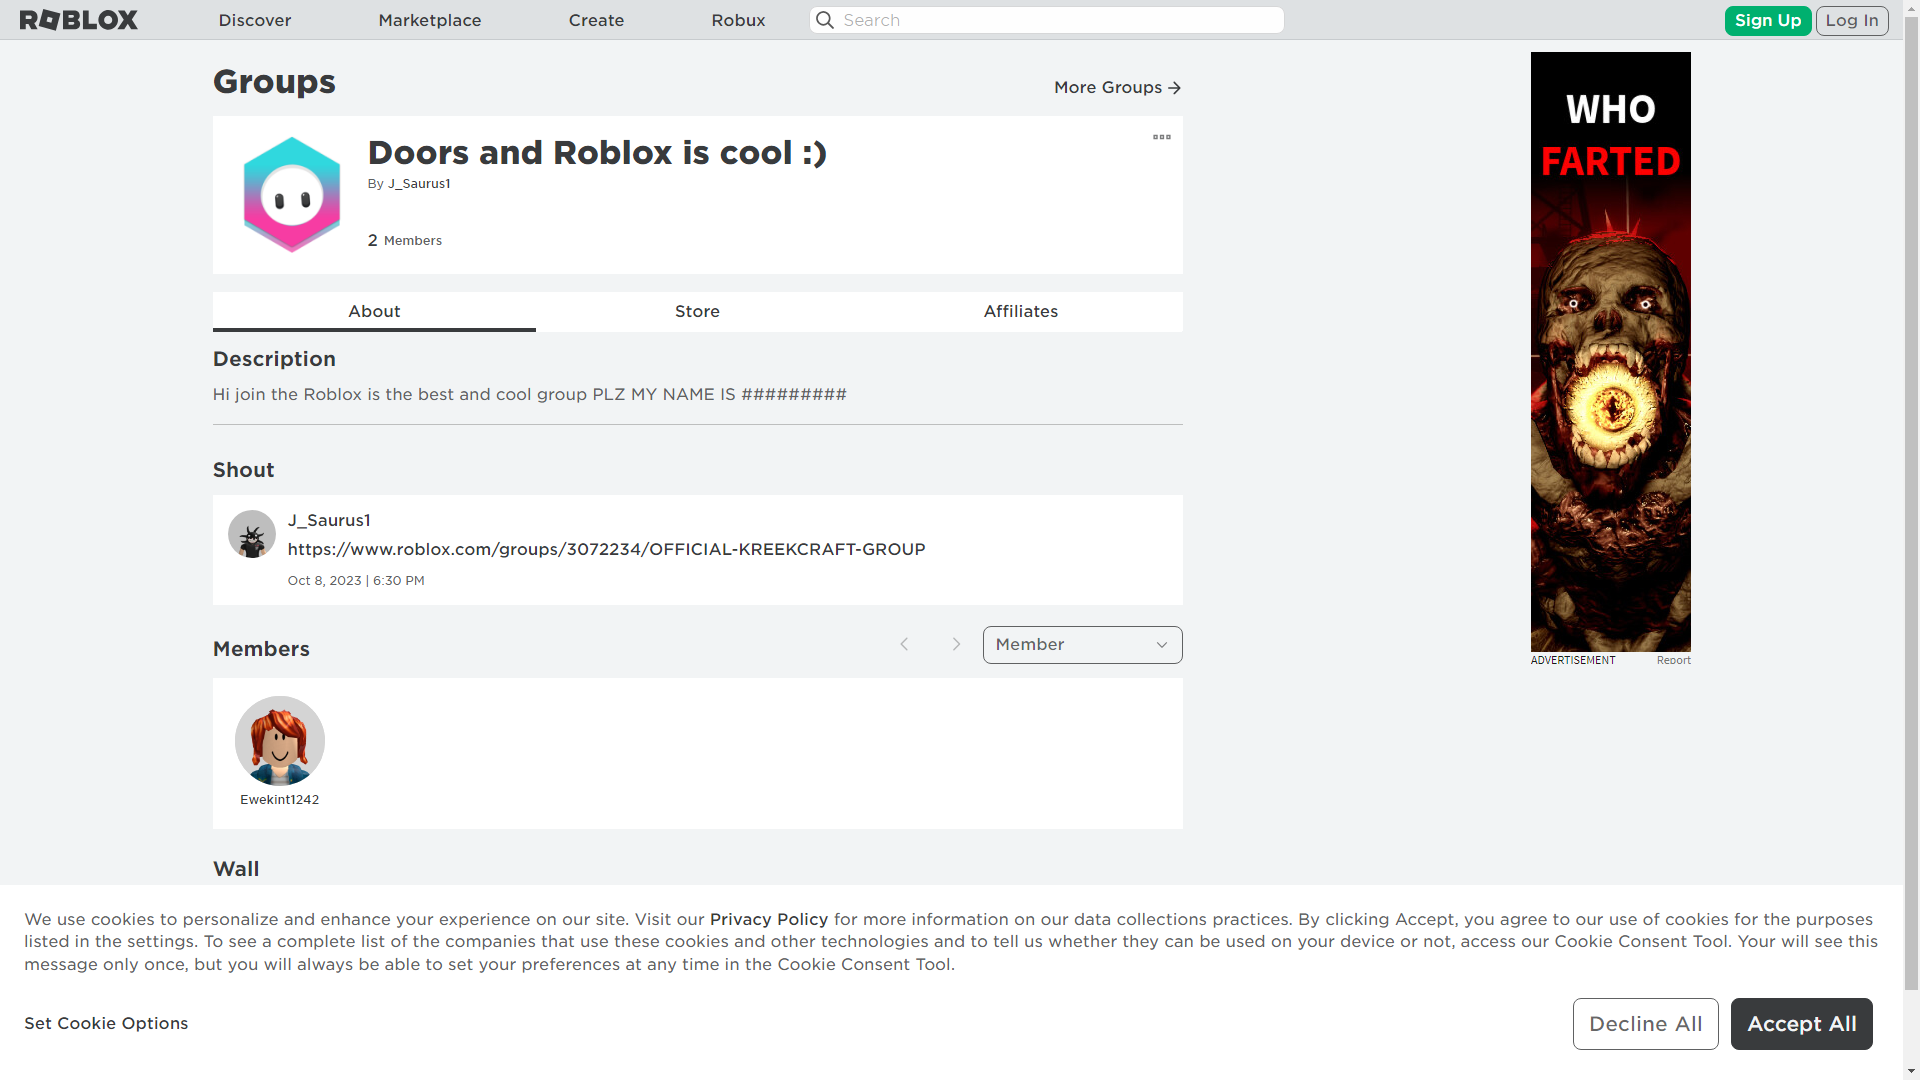 ROBLOX
Discover
Marketplace
Create
Robux
Search
Sign Up
Log In
Groups
More Groups
Doors and Roblox is cool :)
By J_Saurus1
2 Members
About
Store
Affiliates
Description
Hi join the Roblox is the best and cool group PLZ MY NAME IS #########
Shout
J_Saurus1
https://www.roblox.com/groups/3072234/OFFICIAL-KREEKCRAFT-GROUP
Oct 8, 2023 | 6:30 PM
Members
Member
Ewekint1242
Wall
WHO
FARTED
ADVERTISEMENT
Report
We use cookies to personalize and enhance your experience on our site. Visit our Privacy Policy for more information on our data collections practices. By clicking Accept, you agree to our use of cookies for the purposes
listed in the settings. To see a complete list of the companies that use these cookies and other technologies and to tell us whether they can be used on your device or not, access our Cookie Consent Tool. Your will see this
message only once, but you will always be able to set your preferences at any time in the Cookie Consent Tool.
Set Cookie Options
Decline All
Accept All